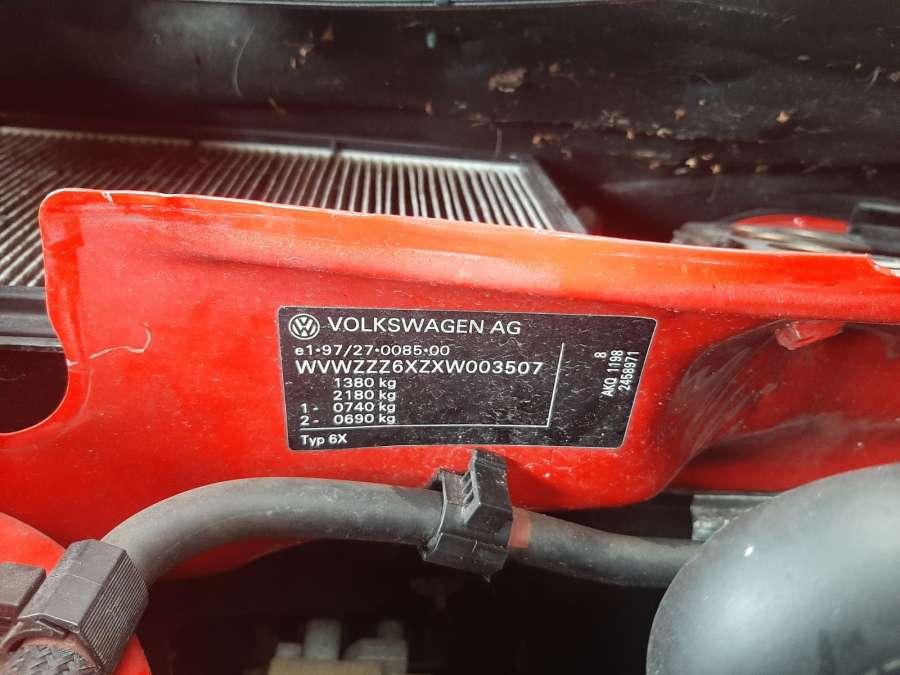 VOLKSWAGEN AG
e1·97/27·0085·00
WVWZZZ6XZXW003507
1380 kg
2180 kg
1 - 0740 kg
2 - 0690 kg
Typ 6X
8
AKQ 1198
2458971